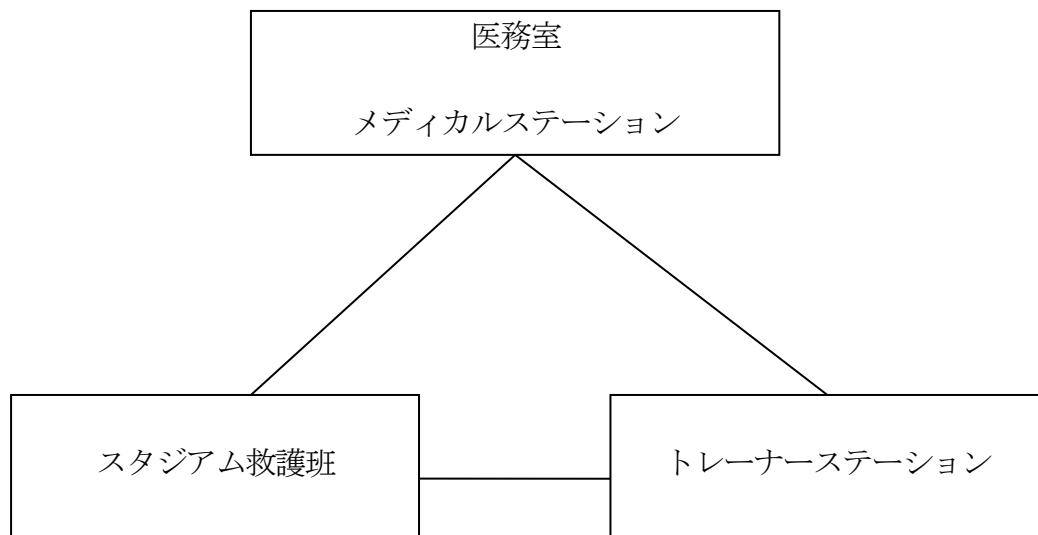 医務室
メディカルステーション
スタジアム救護班
トレーナーステーション